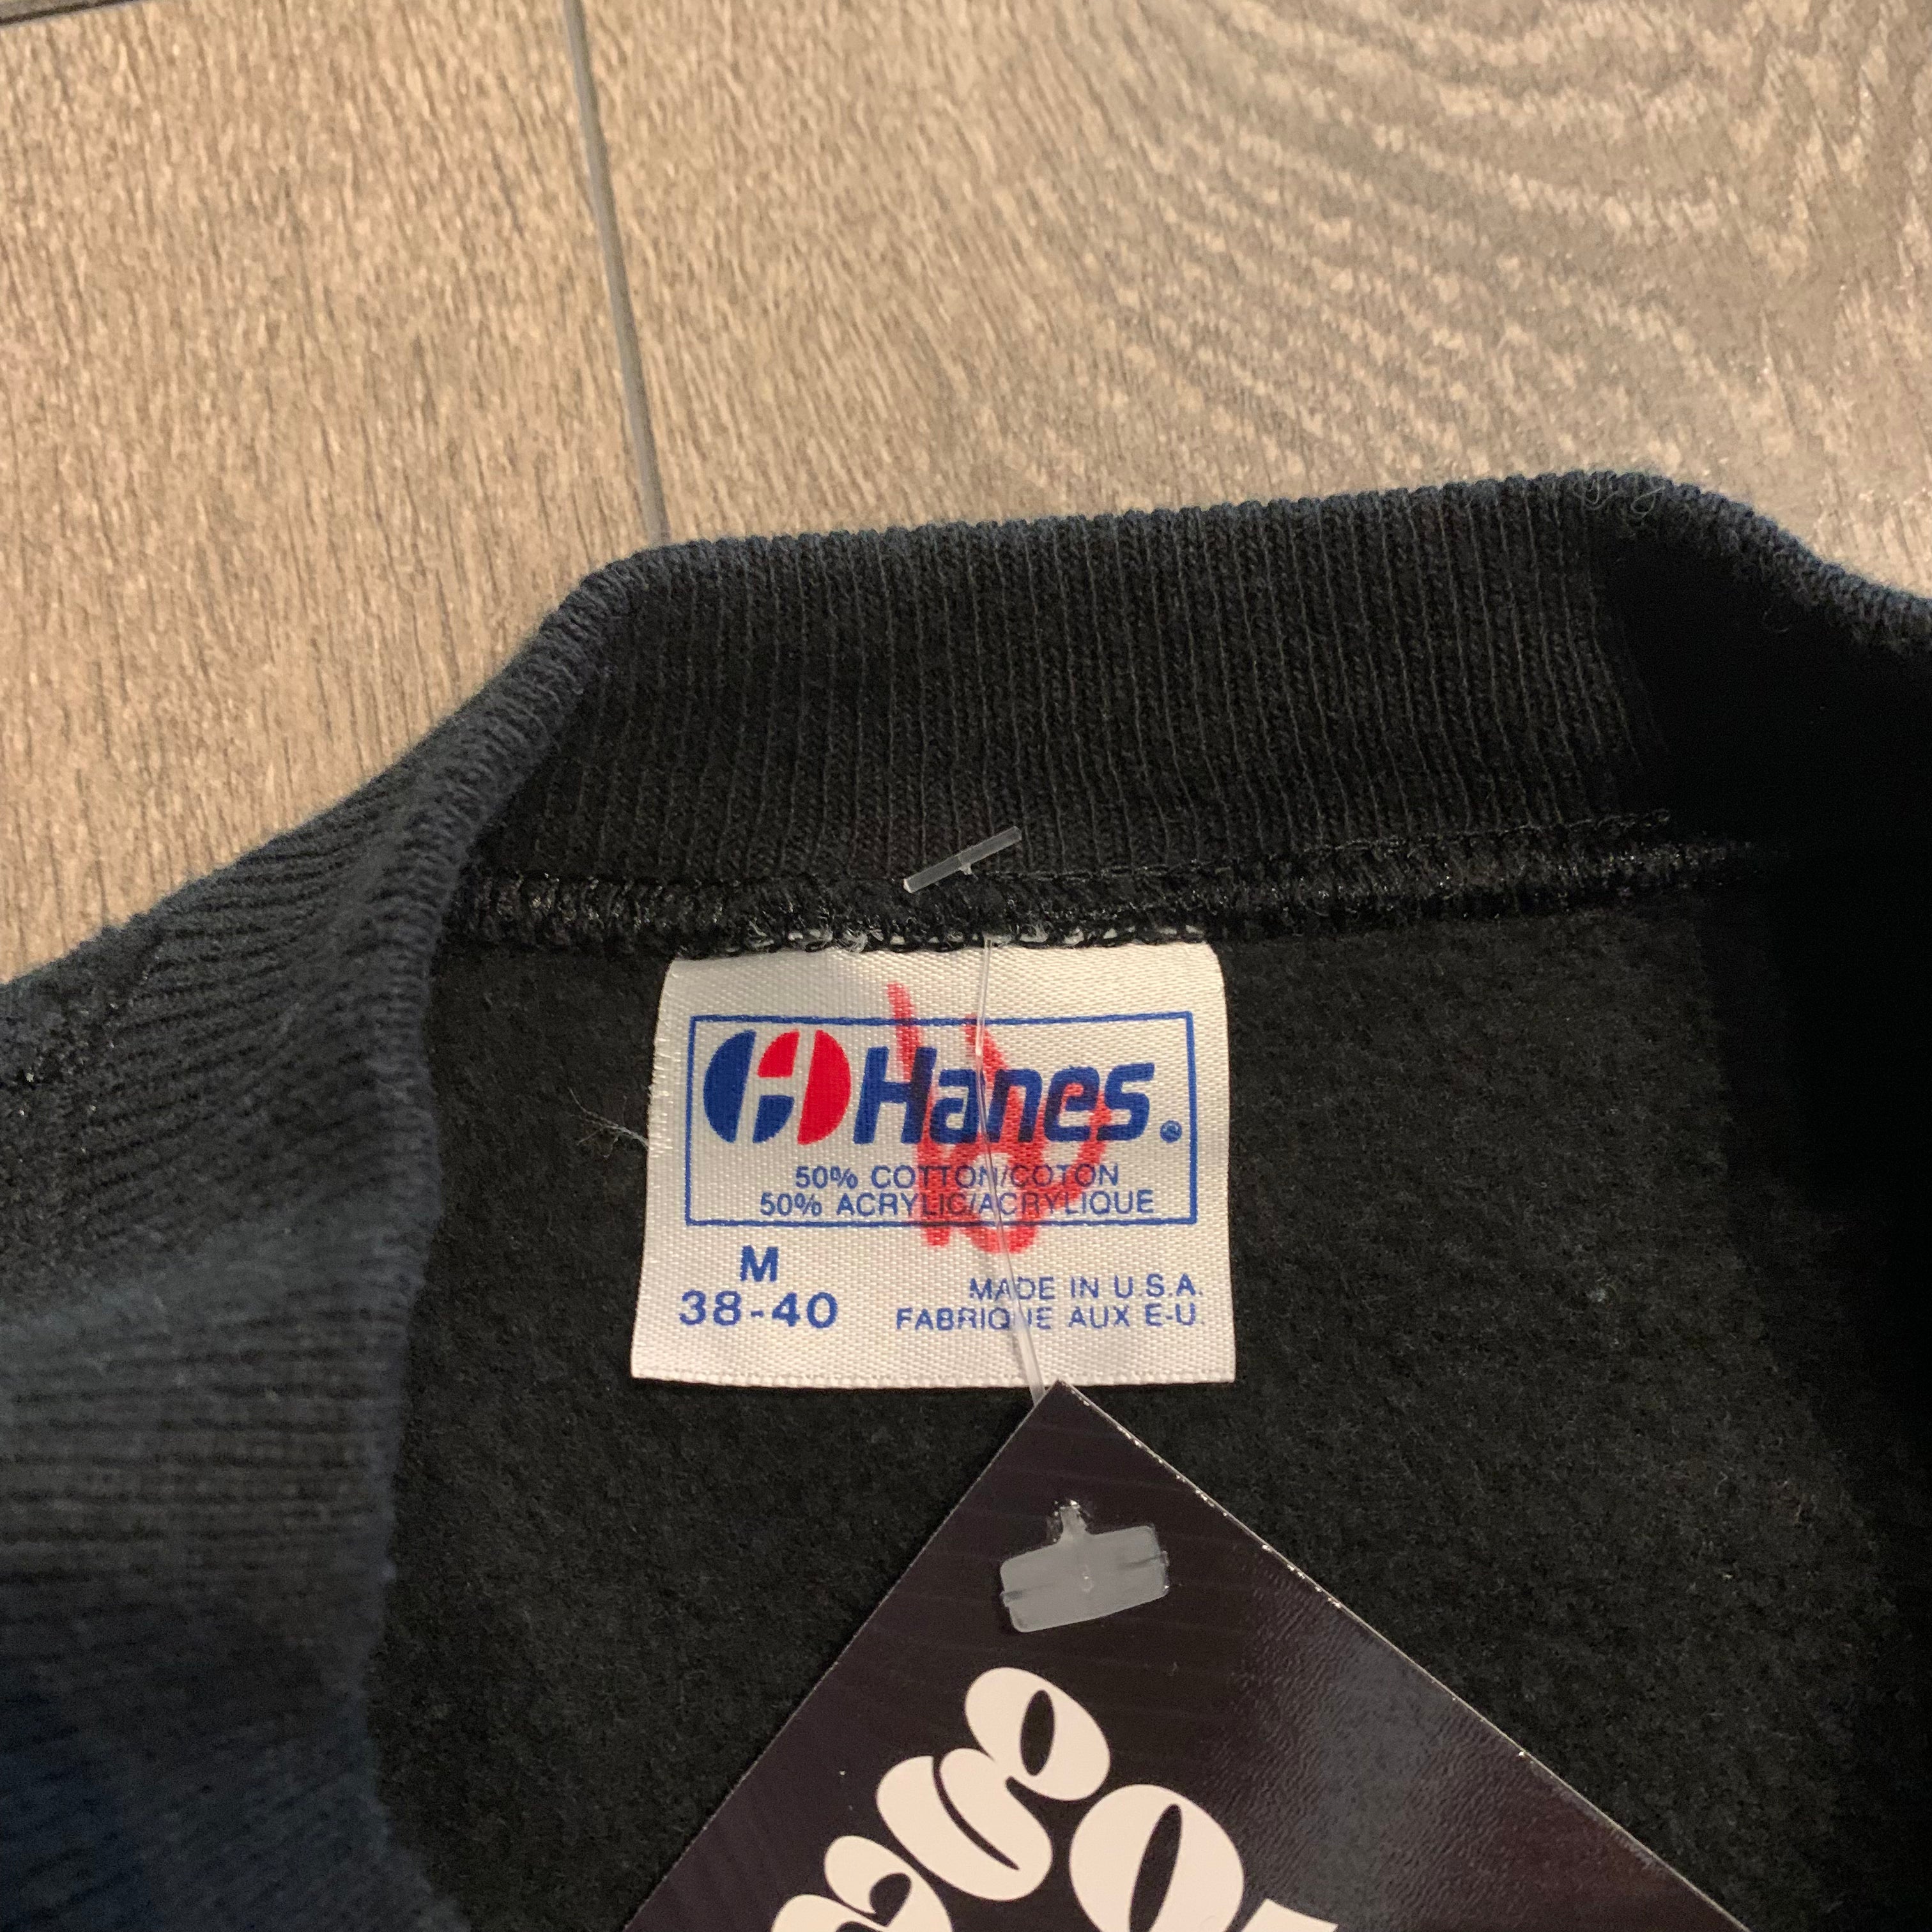 Hanes®
50% COTTON/COTON
50% ACRYLIC/ACRYLIQUE
M
38-40
MADE IN U.S.A.
FABRIQUE AUX E-U.